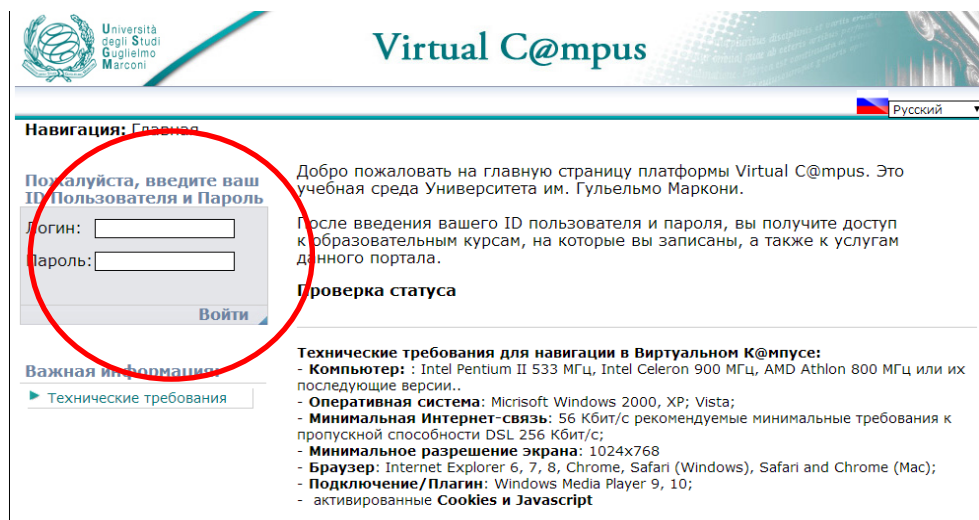 Università
degli Studi
Guglielmo
Marconi
Virtual C@mpus
Русский
Навигация: Главная
Пожалуйста, введите ваш
ID Пользователя и Пароль
Логин:
Пароль:
Войти
Важная информация:
Технические требования
Добро пожаловать на главную страницу платформы Virtual C@mpus. Это
учебная среда Университета им. Гульельмо Маркони.
После введения вашего ID пользователя и пароля, вы получите доступ
к образовательным курсам, на которые вы записаны, а также к услугам
данного портала.
Проверка статуса
Технические требования для навигации в Виртуальном К@мпусе:
- Компьютер: : Intel Pentium II 533 МГц, Intel Celeron 900 МГц, AMD Athlon 800 МГц или их
последующие версии..
- Оперативная система: Micrisoft Windows 2000, XP; Vista;
- Минимальная Интернет-связь: 56 Кбит/с рекомендуемые минимальные требования к
пропускной способности DSL 256 Кбит/с;
- Минимальное разрешение экрана: 1024x768
- Браузер: Internet Explorer 6, 7, 8, Chrome, Safari (Windows), Safari and Chrome (Mac);
- Подключение/Плагин: Windows Media Player 9, 10;
- активированные Cookies и Javascript